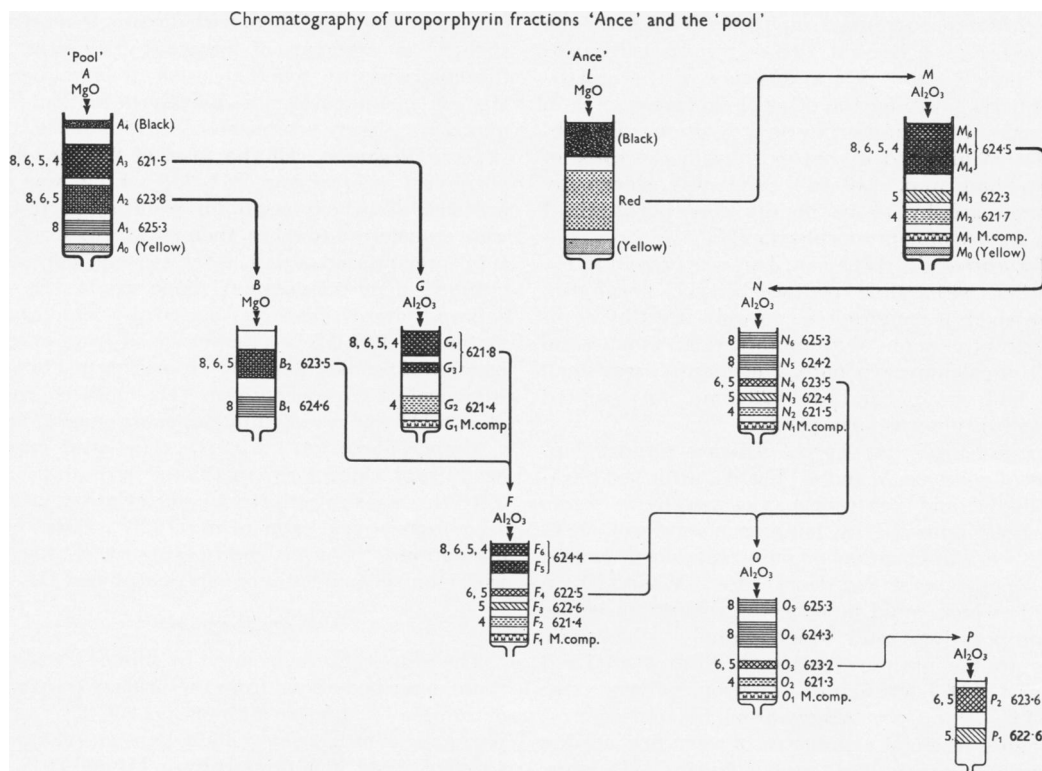 Chromatography of uroporphyrin fractions ‘Ance’ and the ‘pool’
‘Pool’
A
MgO
A4 (Black)
8, 6, 5, 4 A3 621·5
8, 6, 5 A2 623·8
8 A1 625·3
A0 (Yellow)
‘Ance’
L
MgO
(Black)
Red
(Yellow)
M
Al2O3
8, 6, 5, 4
M6
M5 624·5
M4
5 M3 622·3
4 M2 621·7
M1 M.comp.
M0 (Yellow)
B
MgO
8, 6, 5 B2 623·5
8 B1 624·6
G
Al2O3
8, 6, 5, 4 G4
621·8
G3
4 G2 621·4
G1 M.comp.
N
Al2O3
8 N6 625·3
8 N5 624·2
6, 5 N4 623·5
5 N3 622·4
4 N2 621·5
N1 M.comp.
F
Al2O3
8, 6, 5, 4 F6
624·4
F5
6, 5 F4 622·5
5 F3 622·6
4 F2 621·4
F1 M.comp.
O
Al2O3
8 O5 625·3
8 O4 624·3
6, 5 O3 623·2
4 O2 621·3
O1 M.comp.
P
Al2O3
6, 5 P2 623·6
5 P1 622·6